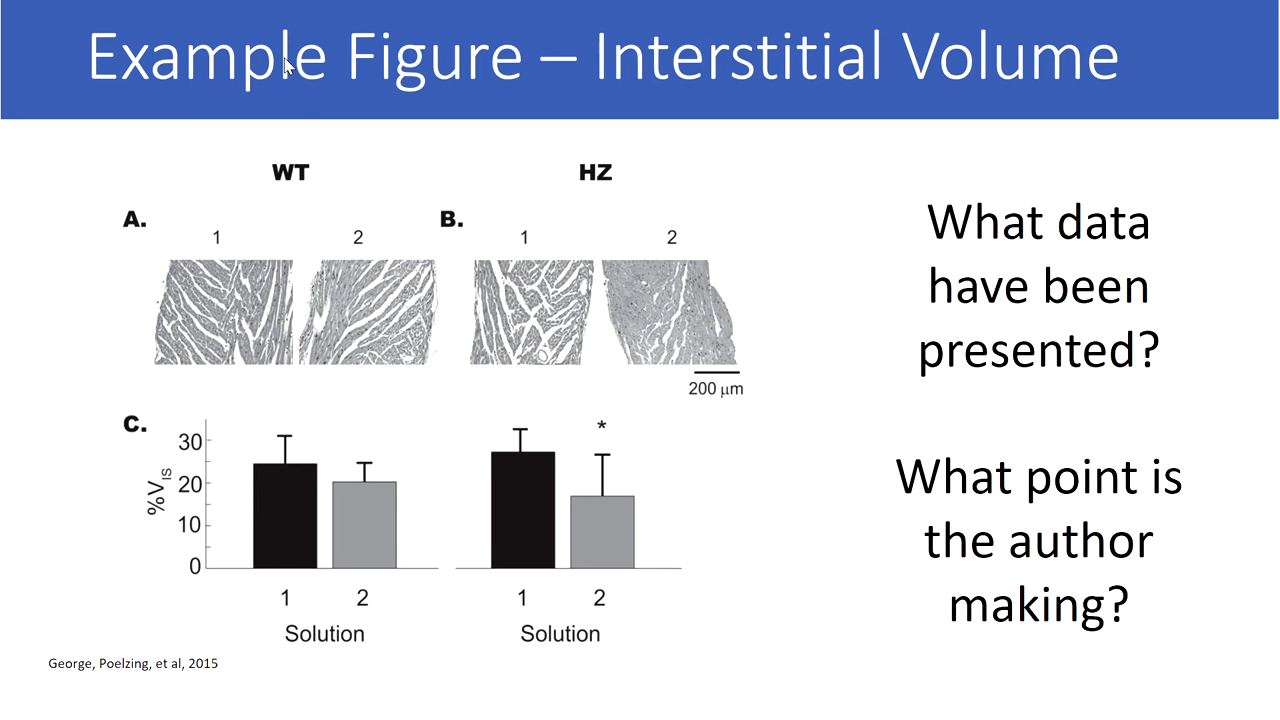 Example Figure – Interstitial Volume
WT
HZ
A.
B.
1
2
1
2
200 μm
C.
*
%VIS
30
20
10
0
1
2
1
2
Solution
Solution
What data
have been
presented?
What point is
the author
making?
George, Poelzing, et al, 2015